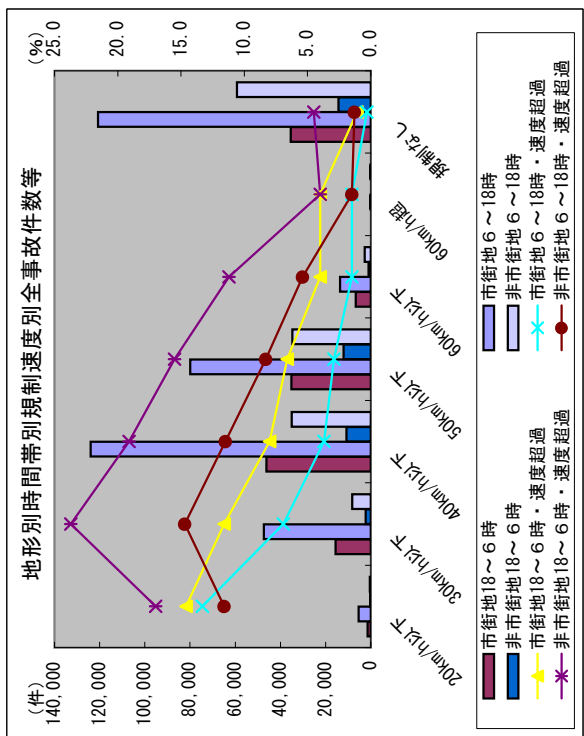 地形別時間帯別規制速度別全事故件数等
(件)
(%)
140,000
120,000
100,000
80,000
60,000
40,000
20,000
0
25.0
20.0
15.0
10.0
5.0
0.0
20km/h以下
30km/h以下
40km/h以下
50km/h以下
60km/h以下
60km/h超
規制なし
市街地18～6時
市街地6～18時
非市街地18～6時
非市街地6～18時
市街地18～6時・速度超過
市街地6～18時・速度超過
非市街地18～6時・速度超過
非市街地6～18時・速度超過